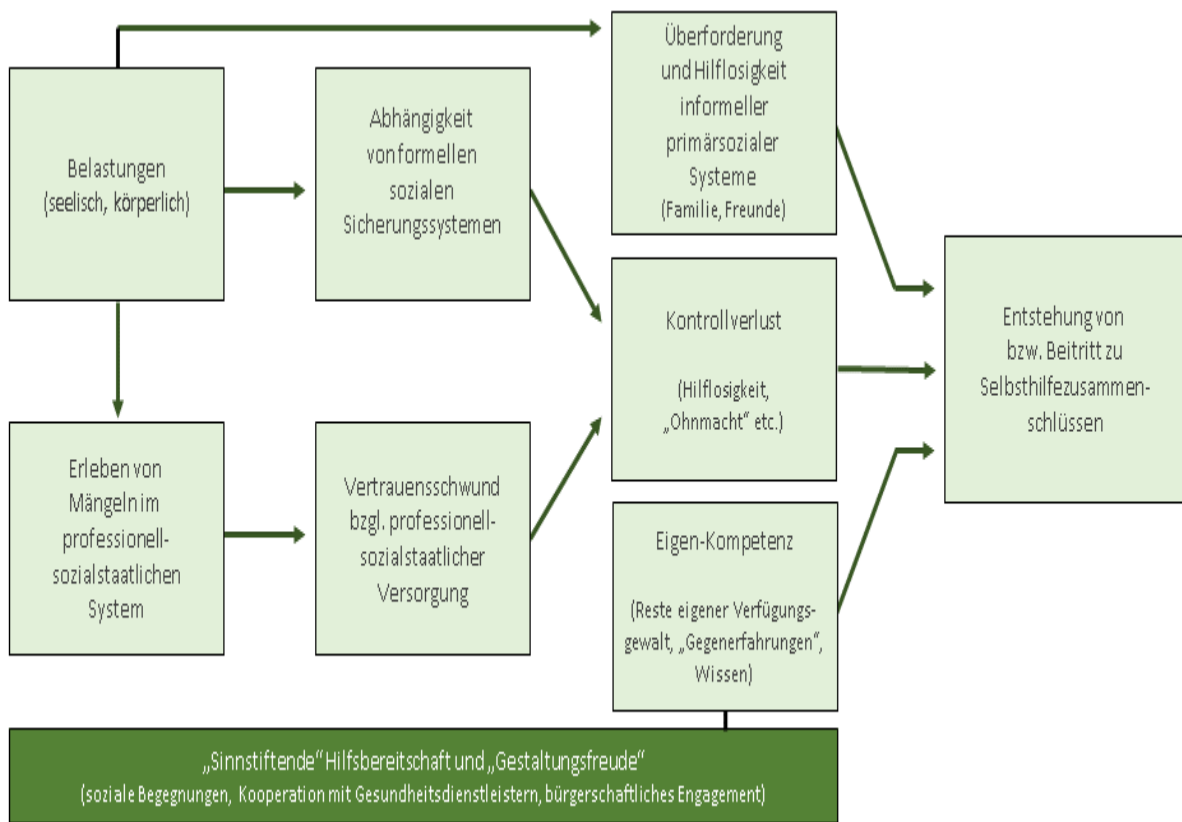 Überforderung
und Hilflosigkeit
informeller
primärsozialer
Systeme
(Familie, Freunde)
Belastungen
(seelisch, körperlich)
Abhängigkeit
von formellen
sozialen
Sicherungssystemen
Kontrollverlust
(Hilflosigkeit,
„Ohnmacht“ etc.)
Entstehung von
bzw. Beitritt zu
Selbsthilfezusammen-
schlüssen
Erleben von
Mängeln im
professionell-
sozialstaatlichen
System
Vertrauensschwund
bzgl. professionell-
sozialstaatlicher
Versorgung
Eigen-Kompetenz
(Reste eigener Verfügungs-
gewalt, „Gegenerfahrungen“,
Wissen)
„Sinnstiftende“ Hilfsbereitschaft und „Gestaltungsfreude“
(soziale Begegnungen, Kooperation mit Gesundheitsdienstleistern, bürgerschaftliches Engagement)